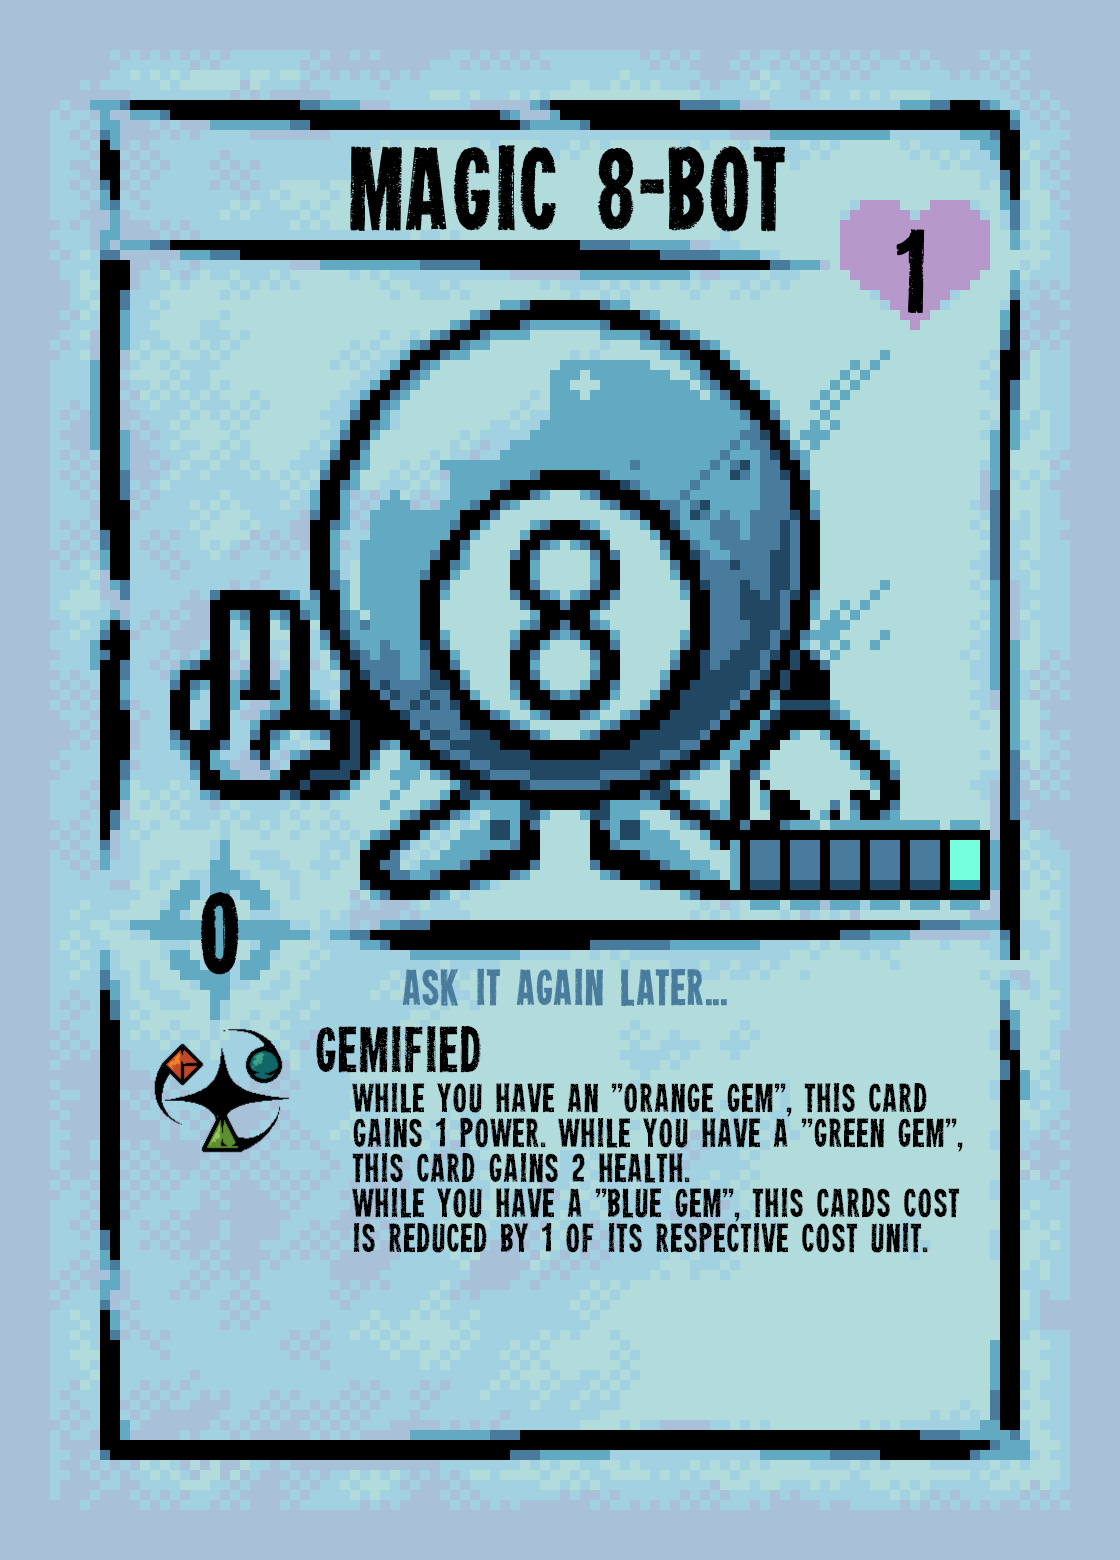 MAGIC 8-BOT
1
8
0
ASK IT AGAIN LATER...
GEMIFIED
WHILE YOU HAVE AN "ORANGE GEM", THIS CARD
GAINS 1 POWER. WHILE YOU HAVE A "GREEN GEM",
THIS CARD GAINS 2 HEALTH.
WHILE YOU HAVE A "BLUE GEM", THIS CARDS COST
IS REDUCED BY 1 OF ITS RESPECTIVE COST UNIT.